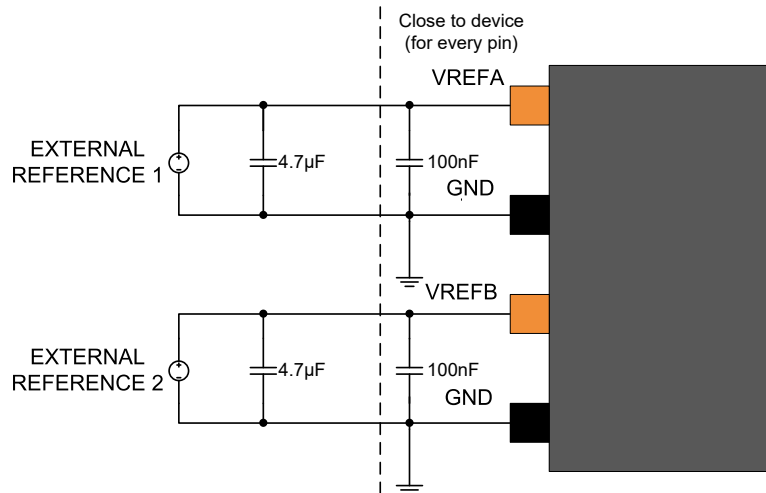 Close to device
(for every pin)
VREFA
EXTERNAL
REFERENCE 1
4.7µF
100nF
GND
VREFB
EXTERNAL
REFERENCE 2
4.7µF
100nF
GND